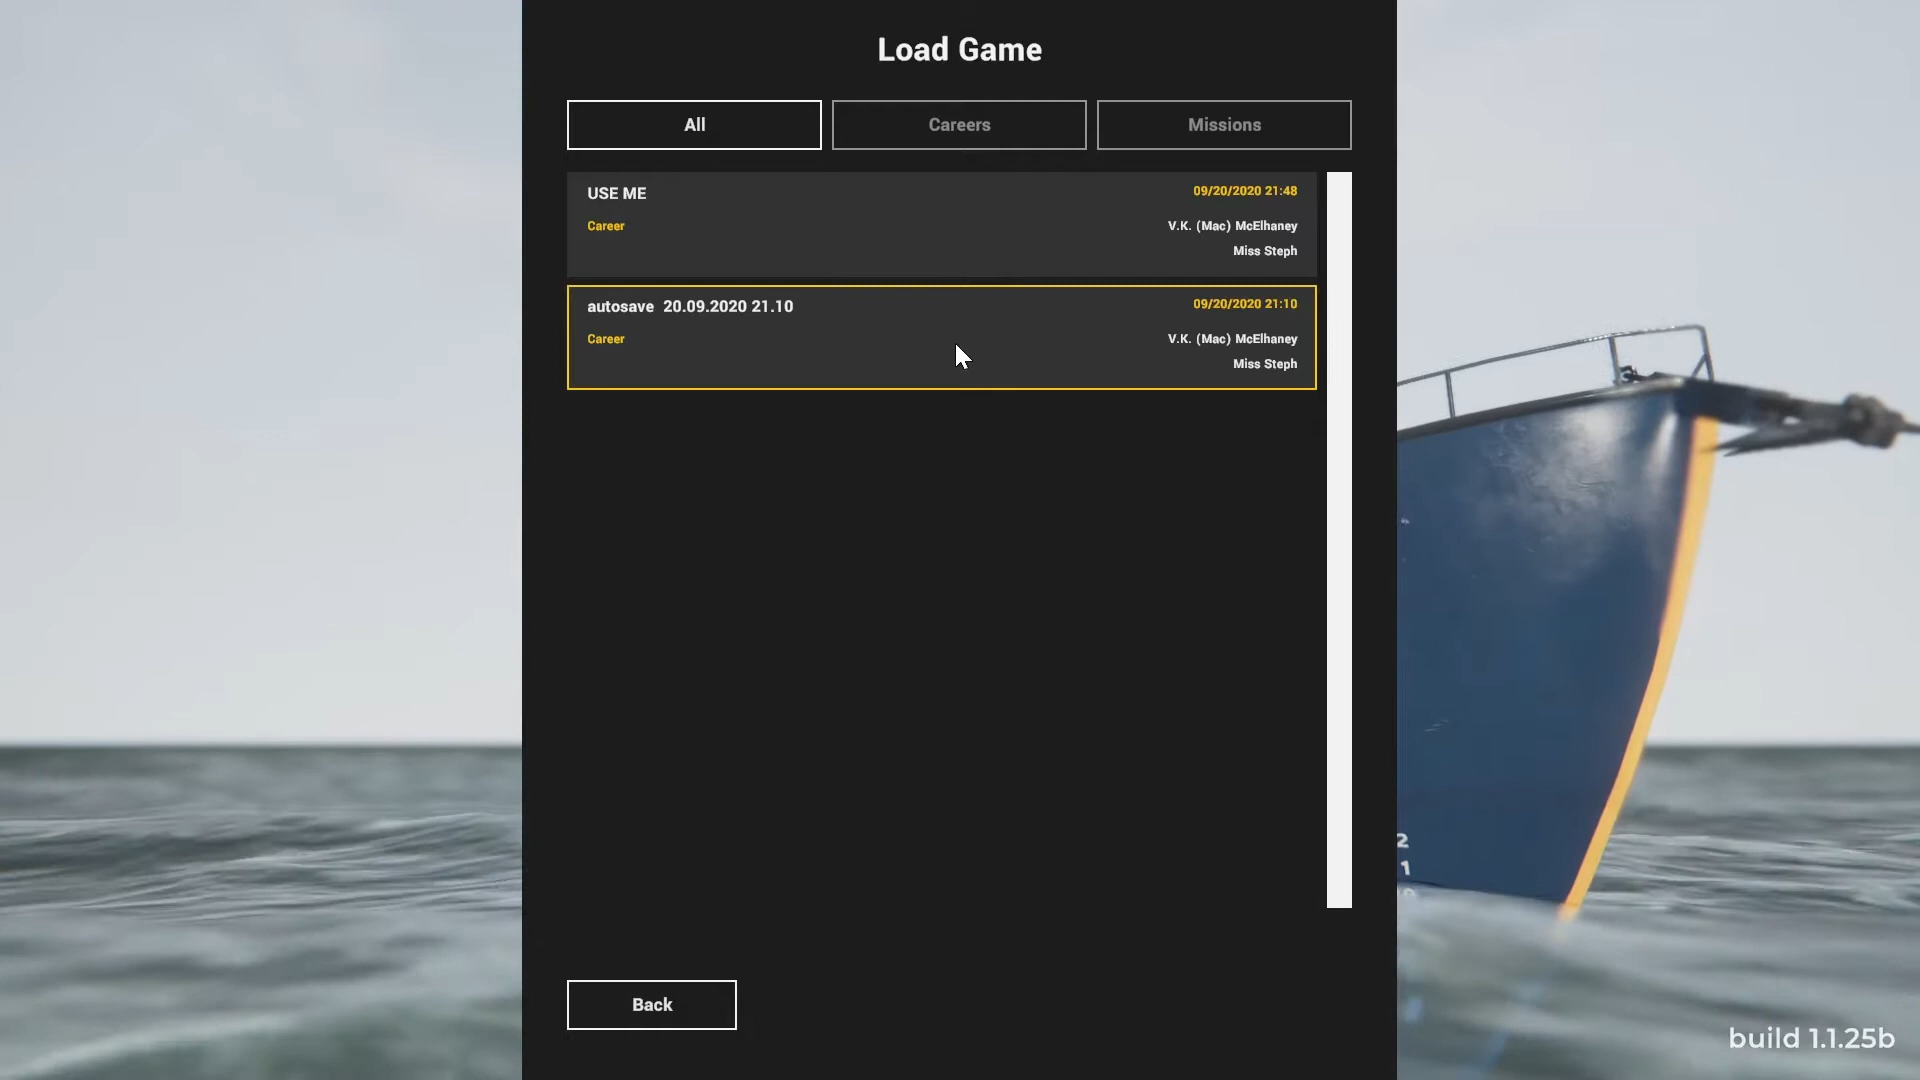 Load Game
All
Careers
Missions
USE ME
09/20/2020 21:48
Career
V.K. (Mac) McElhaney
Miss Steph
autosave 20.09.2020 21.10
09/20/2020 21:10
Career
V.K. (Mac) McElhaney
Miss Steph
2
1
Back
build 1.1.25b